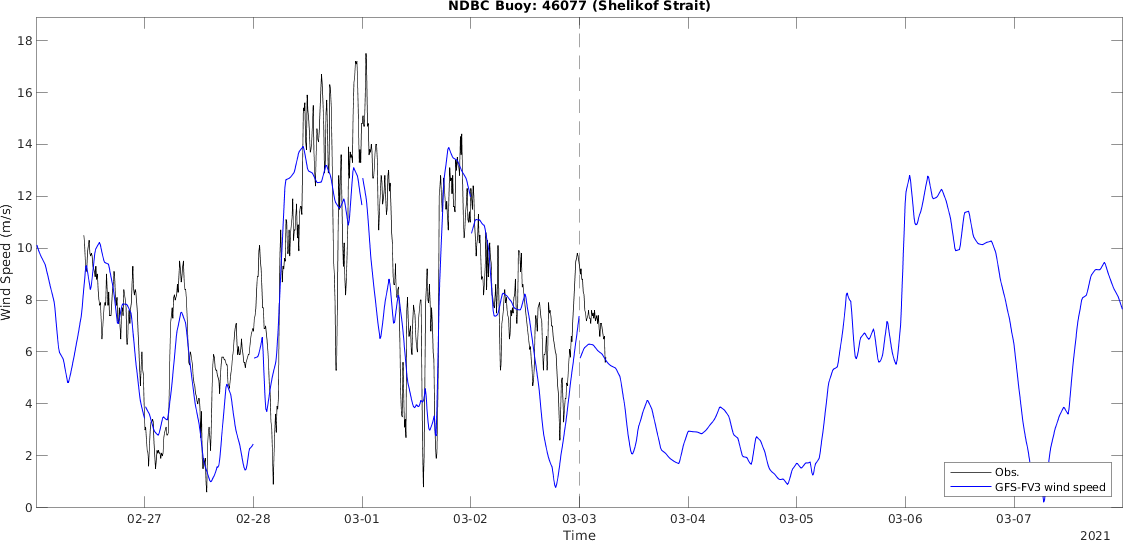 NDBC Buoy: 46077 (Shelikof Strait)
Wind Speed (m/s)
18
16
14
12
10
8
6
4
2
0
Obs.
GFS-FV3 wind speed
02-27 02-28 03-01 03-02 03-03 03-04 03-05 03-06 03-07
Time
2021